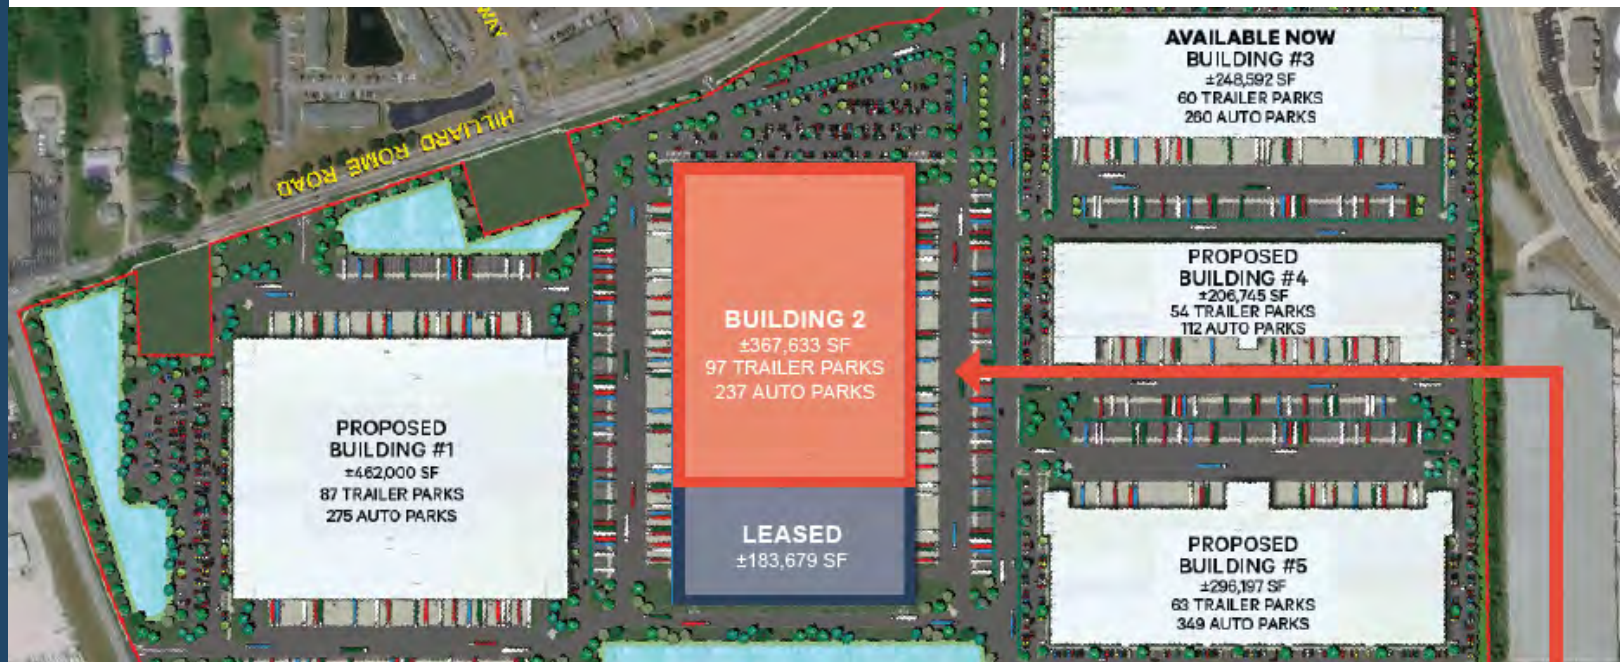 WAY
HILLIARD ROME ROAD
AVAILABLE NOW
BUILDING #3
±248,592 SF
60 TRAILER PARKS
260 AUTO PARKS
PROPOSED
BUILDING #4
±206,745 SF
54 TRAILER PARKS
112 AUTO PARKS
BUILDING 2
±367,633 SF
97 TRAILER PARKS
237 AUTO PARKS
PROPOSED
BUILDING #1
±462,000 SF
87 TRAILER PARKS
275 AUTO PARKS
LEASED
±183,679 SF
PROPOSED
BUILDING #5
±296,197 SF
63 TRAILER PARKS
349 AUTO PARKS